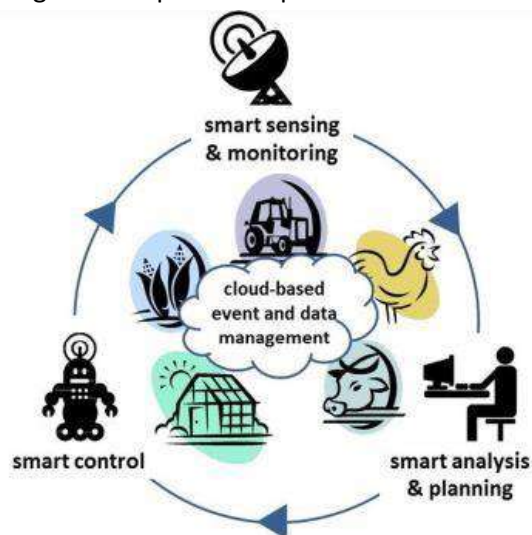 smart sensing
& monitoring
cloud-based
event and data
management
smart control
smart analysis
& planning